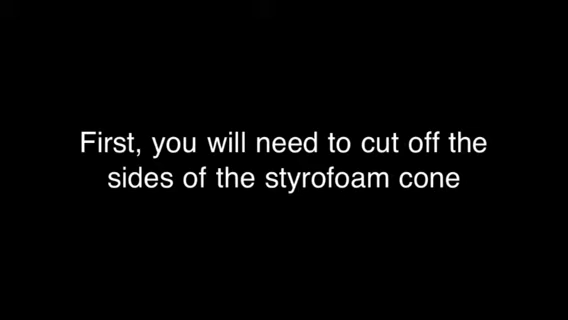 First, you will need to cut off the
sides of the styrofoam cone